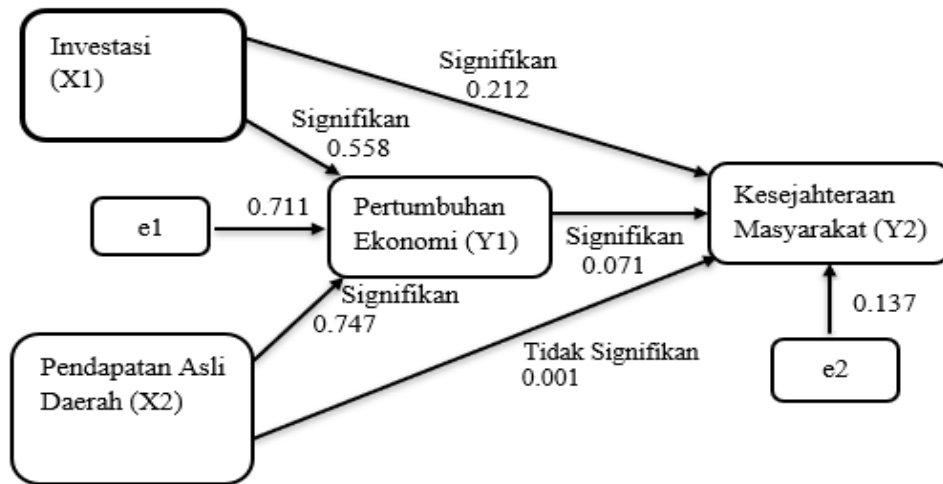 Investasi
(X1)
Signifikan
0.212
Signifikan
0.558
e1
0.711
Pertumbuhan
Ekonomi (Y1)
Signifikan
0.071
Kesejahteraan
Masyarakat (Y2)
Signifikan
0.747
0.137
Pendapatan Asli
Daerah (X2)
Tidak Signifikan
0.001
e2